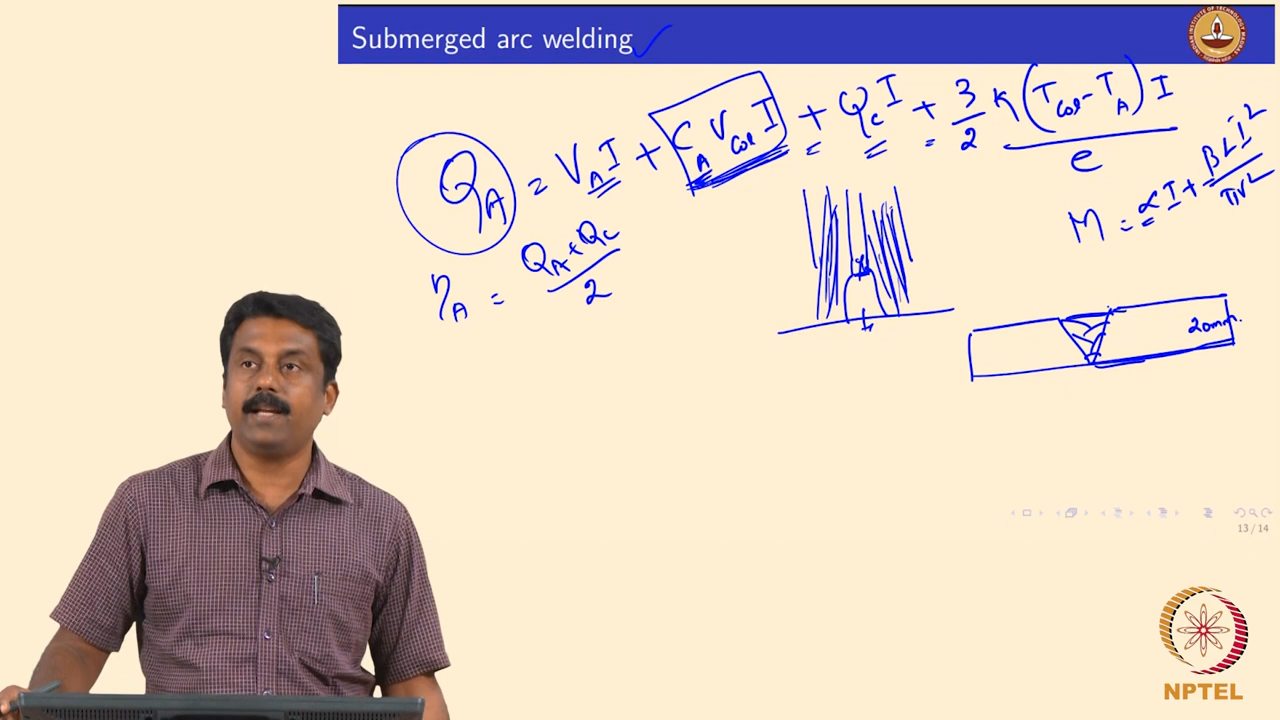 Submerged arc welding
Q_A = V_A I + C_A V_col I + Q_c I + 3/2 k (T_col - T_A) I / e
M = αI + βLI² / πr²
η_A = Q_A + Q_c / 2
20mm.
13 / 14
NPTEL